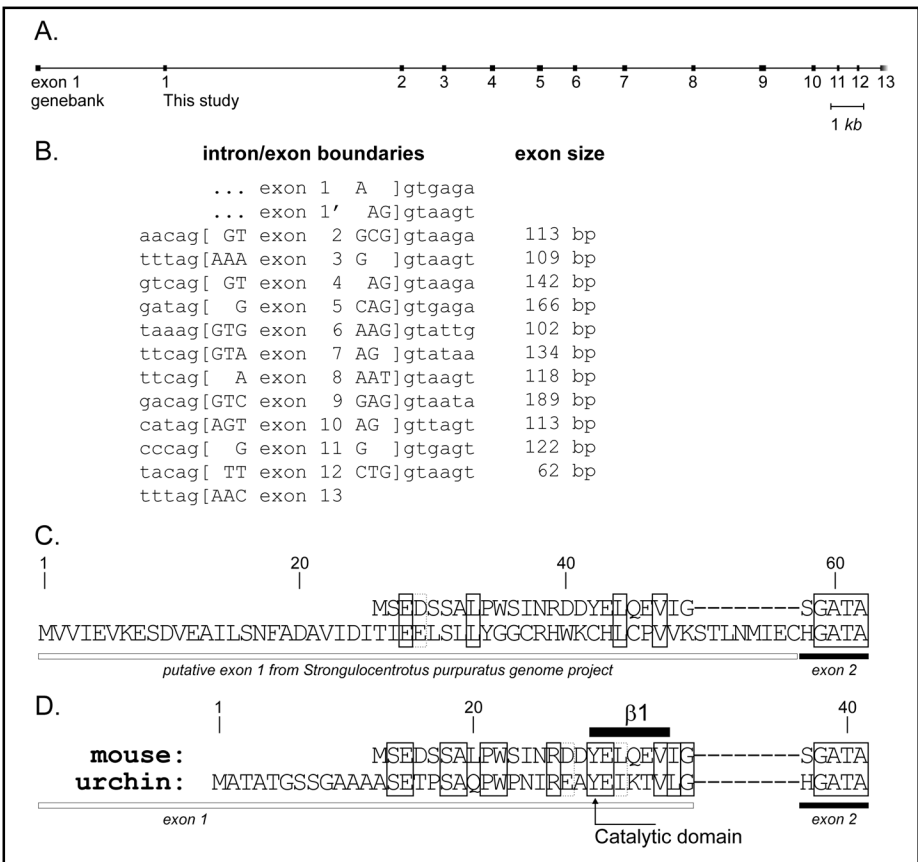 A.
exon 1 1 2 3 4 5 6 7 8 9 10 11 12 13
genebank This study
1 kb
B.
intron/exon boundaries exon size
... exon 1 A ]gtgaga
... exon 1’ AG]gtaagt
aacag[ GT exon 2 GCG]gtaaga 113 bp
tttag[AAA exon 3 G ]gtaagt 109 bp
gtcag[ GT exon 4 AG]gtaaga 142 bp
gatag[ G exon 5 CAG]gtgaga 166 bp
taaag[GTG exon 6 AAG]gtattg 102 bp
ttcag[GTA exon 7 AG ]gtataa 134 bp
ttcag[ A exon 8 AAT]gtaagt 118 bp
gacag[GTC exon 9 GAG]gtaata 189 bp
catag[AGT exon 10 AG ]gttagt 113 bp
cccag[ G exon 11 G ]gtgagt 122 bp
tacag[ TT exon 12 CTG]gtaagt 62 bp
tttag[AAC exon 13
C.
1 20 40 60
MSEDSSALPWSINRDDYELQEVIG--------SGATA
MVVIEVKESDVEAILSNFADAVIDITIEELSLLYGGCRHWKCHLCPVVKSTLNMIECHGATA
putative exon 1 from Strongulocentrotus purpuratus genome project exon 2
D.
1 20 β1 40
mouse: MSEDSSALPWSINRDDYELQEVIG--------SGATA
urchin: MATATGSSGAAAASETPSAQPWPNIREAYEIKTVLG--------HGATA
exon 1 exon 2
Catalytic domain